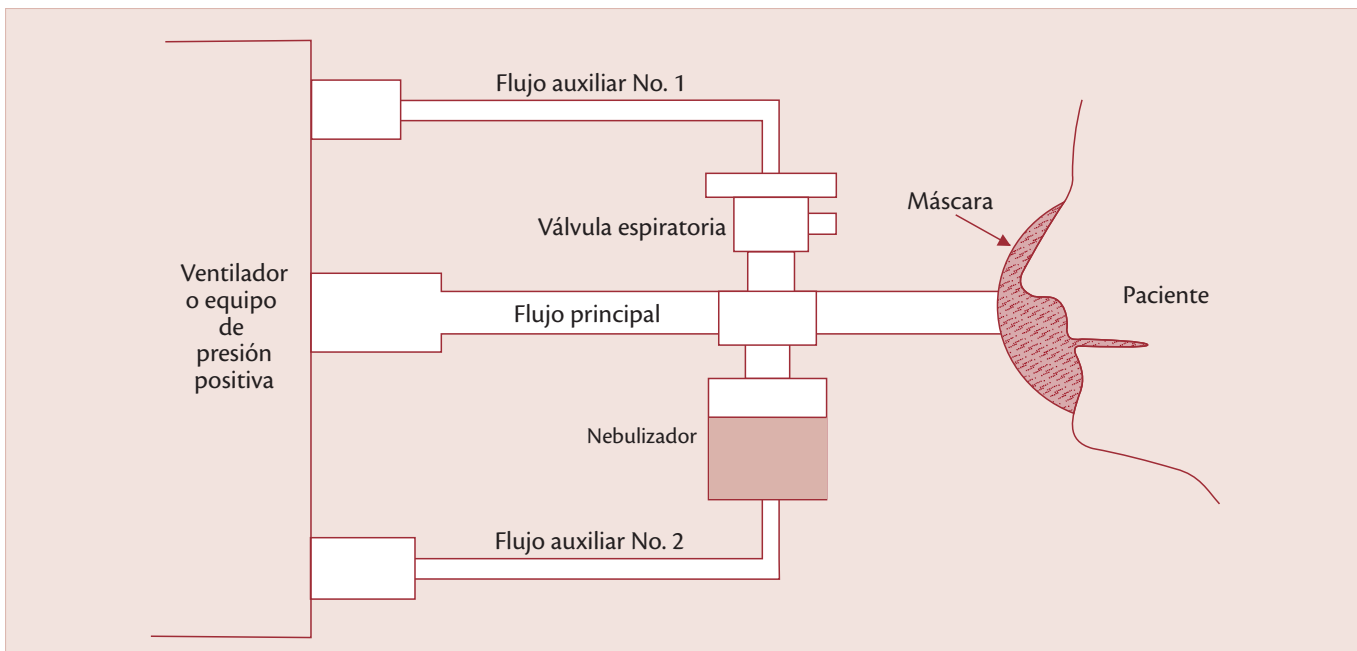 Flujo auxiliar No. 1
Máscara
Válvula espiratoria
Ventilador
o equipo
de
presión
positiva
Flujo principal
Paciente
Nebulizador
Flujo auxiliar No. 2